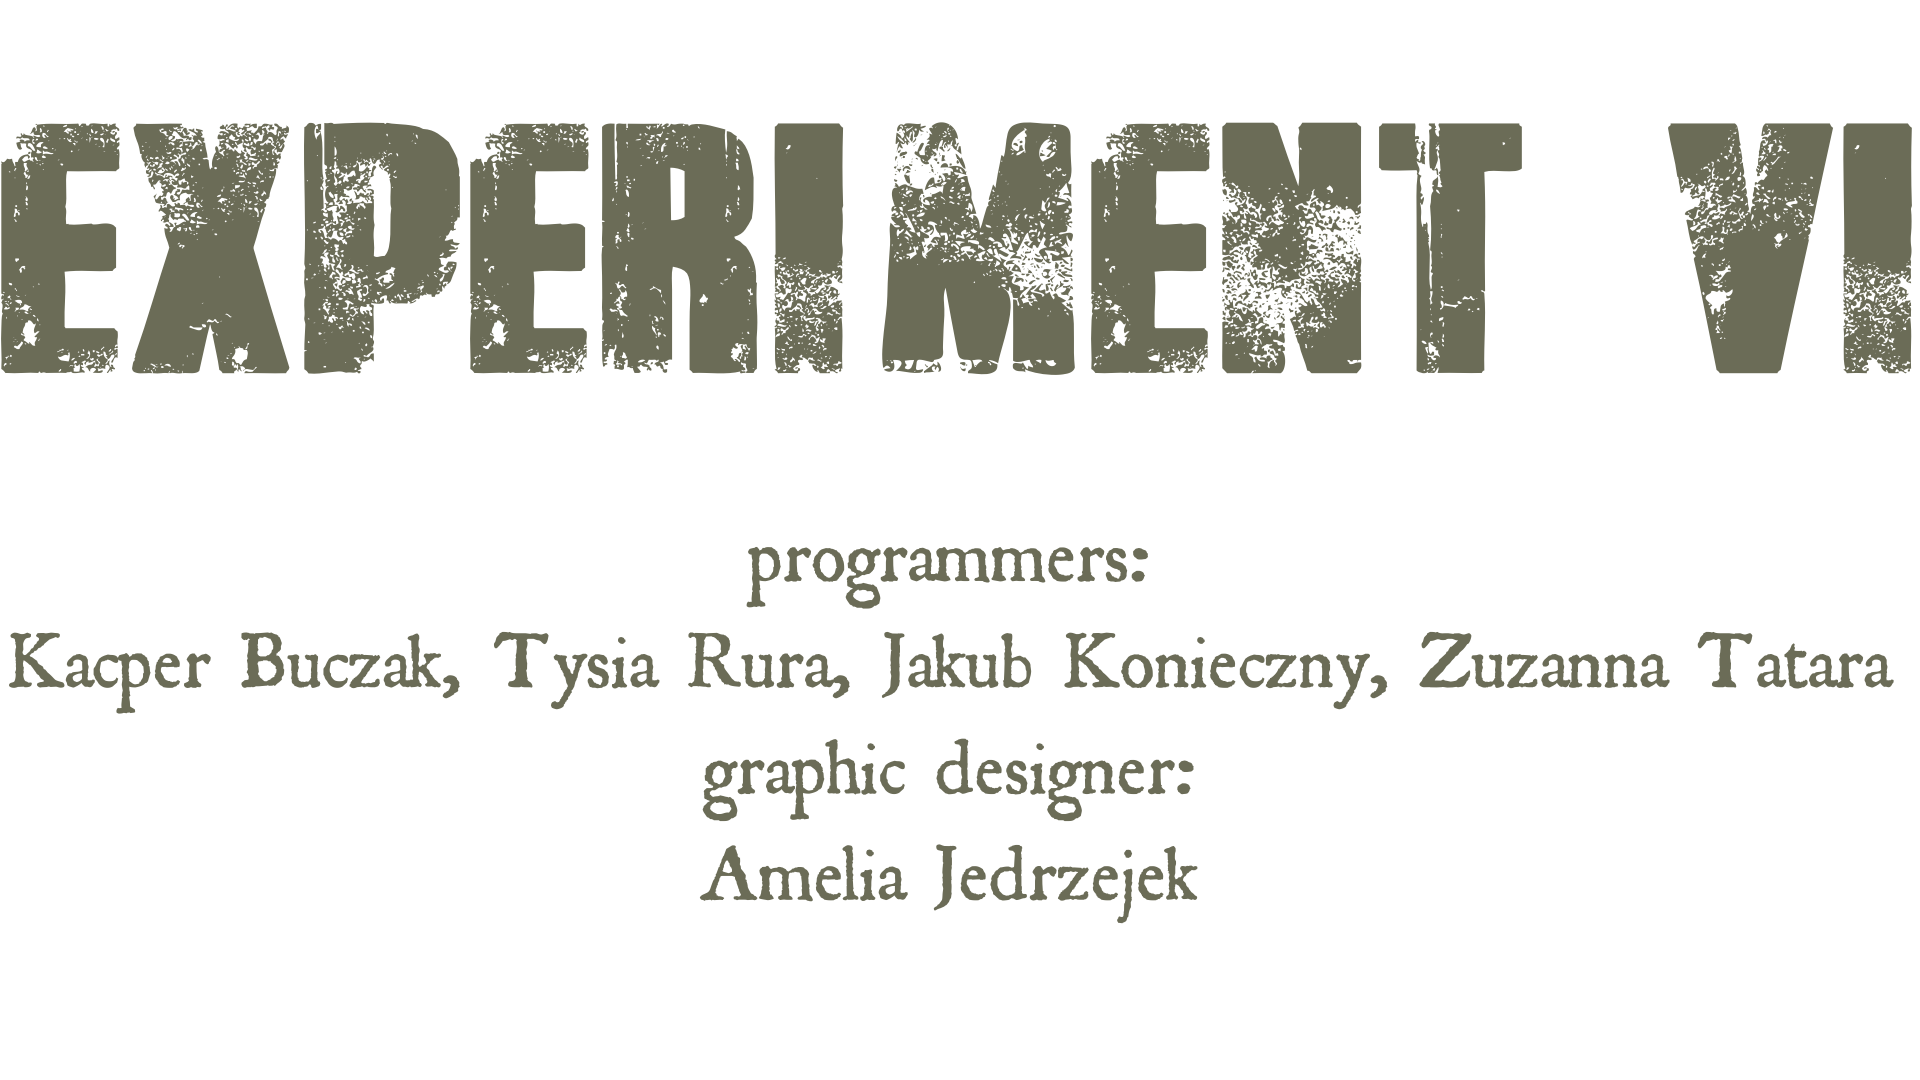 EXPERIMENT VI
programmers:
Kacper Buczak, Tysia Rura, Jakub Konieczny, Zuzanna Tatara
graphic designer:
Amelia Jedrzejek